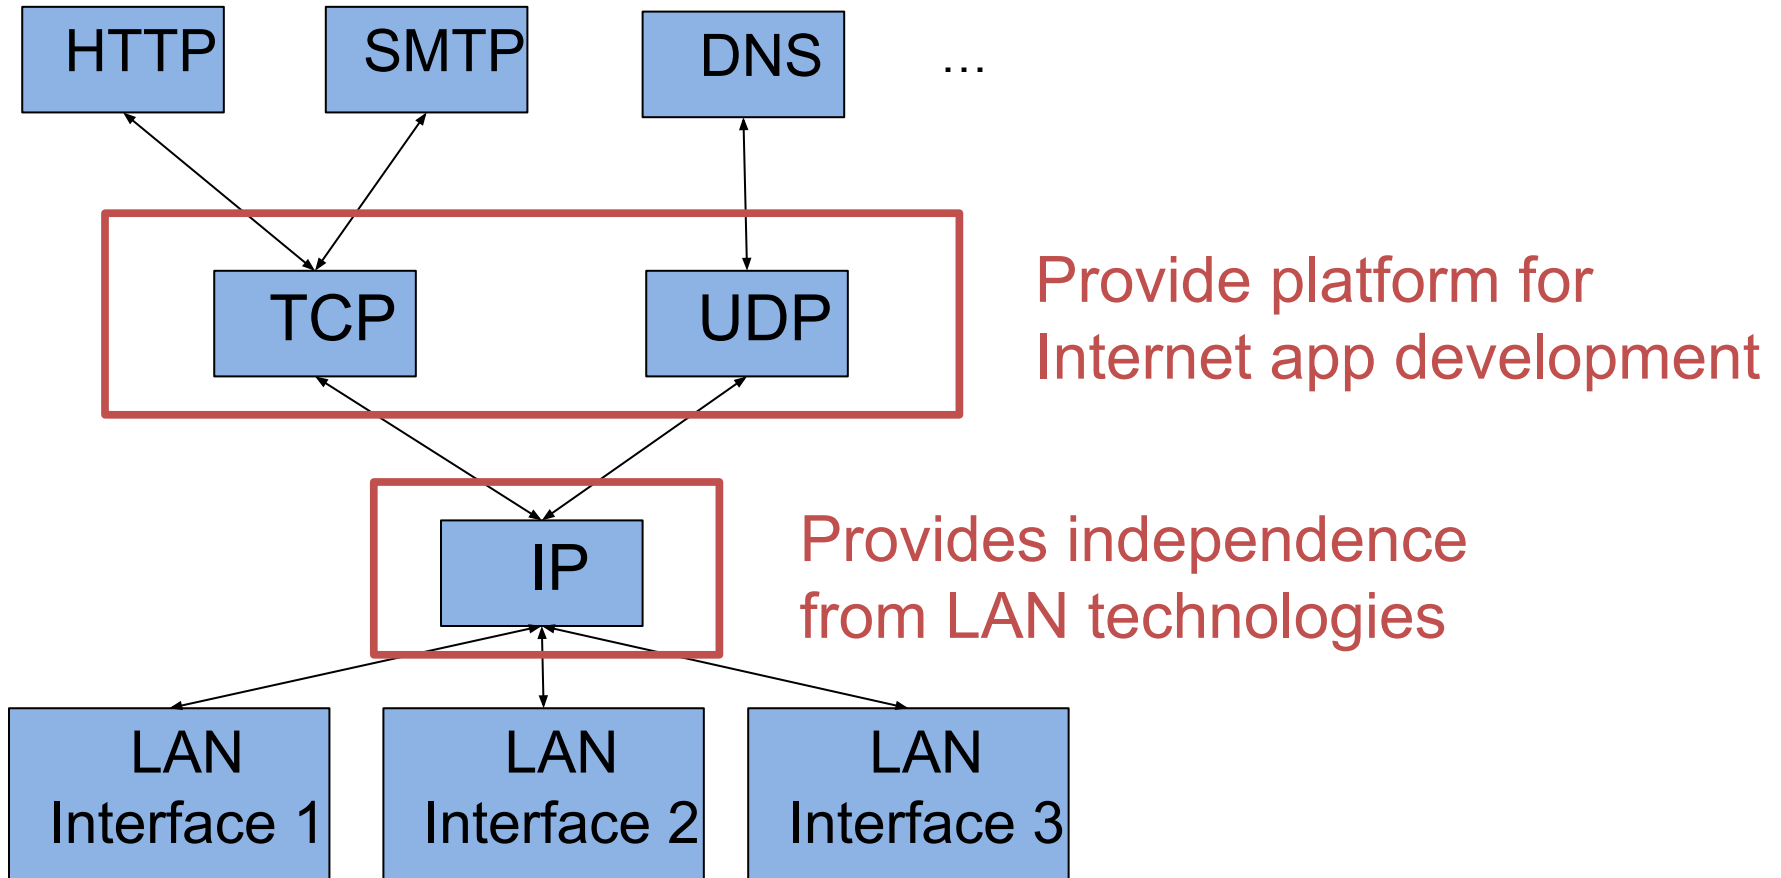 HTTP
SMTP
DNS
...
TCP
UDP
Provide platform for
Internet app development
IP
Provides independence
from LAN technologies
LAN
Interface 1
LAN
Interface 2
LAN
Interface 3